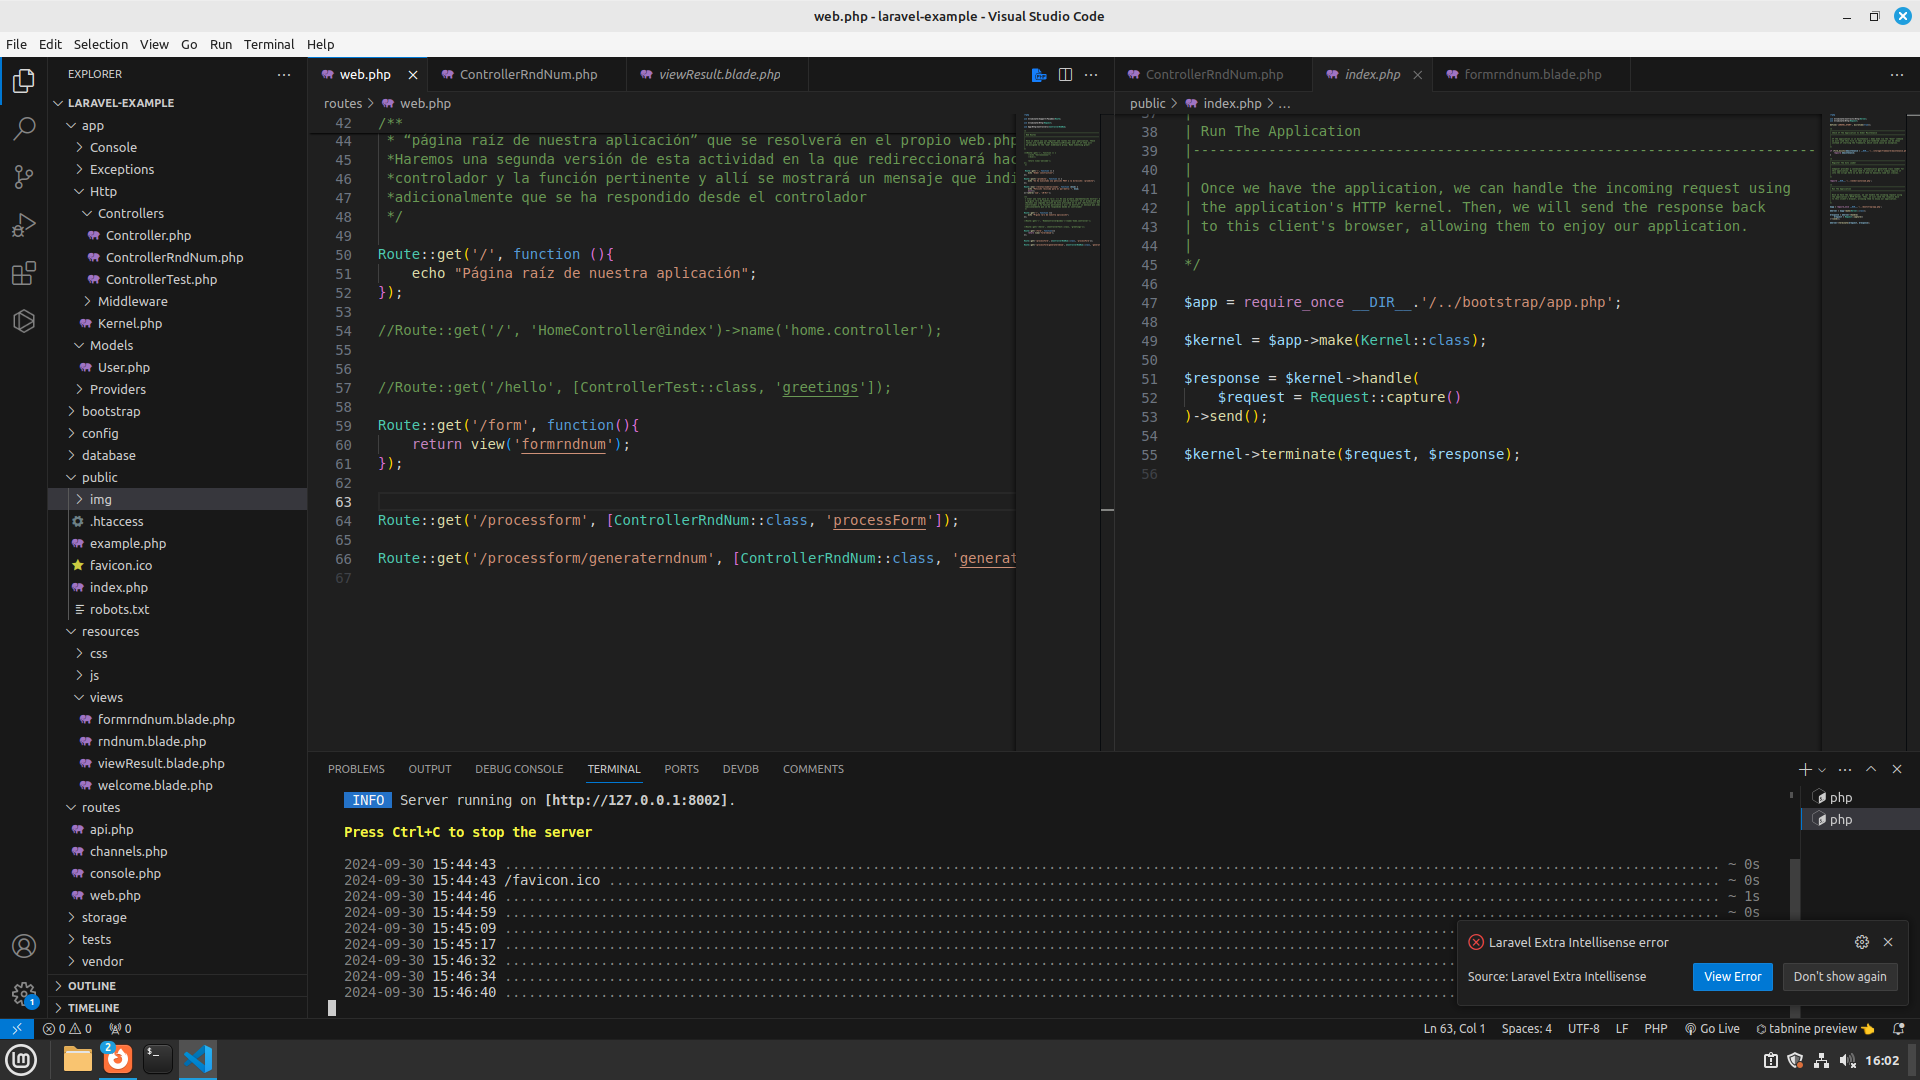 web.php - laravel-example - Visual Studio Code
File Edit Selection View Go Run Terminal Help
EXPLORER
LARAVEL-EXAMPLE
app
Console
Exceptions
Http
Controllers
Controller.php
ControllerRndNum.php
ControllerTest.php
Middleware
Kernel.php
Models
User.php
Providers
bootstrap
config
database
public
img
.htaccess
example.php
favicon.ico
index.php
robots.txt
resources
css
js
views
formrndnum.blade.php
rndnum.blade.php
viewResult.blade.php
welcome.blade.php
routes
api.php
channels.php
console.php
web.php
storage
tests
vendor
OUTLINE
TIMELINE
web.php ControllerRndNum.php viewResult.blade.php
routes > web.php
42 /**
44 * “página raíz de nuestra aplicación” que se resolverá en el propio web.php
45 *Haremos una segunda versión de esta actividad en la que redireccionará hac
46 *controlador y la función pertinente y allí se mostrará un mensaje que indi
47 *adicionalmente que se ha respondido desde el controlador
48 */
49
50 Route::get('/', function (){
51 echo "Página raíz de nuestra aplicación";
52 });
53
54 //Route::get('/', 'HomeController@index')->name('home.controller');
55
56
57 //Route::get('/hello', [ControllerTest::class, 'greetings']);
58
59 Route::get('/form', function(){
60 return view('formrndnum');
61 });
62
63
64 Route::get('/processform', [ControllerRndNum::class, 'processForm']);
65
66 Route::get('/processform/generaterndnum', [ControllerRndNum::class, 'generat
67
ControllerRndNum.php index.php formrndnum.blade.php
public > index.php > ...
37 |
38 | Run The Application
39 |--------------------------------------------------------------------------
40 |
41 | Once we have the application, we can handle the incoming request using
42 | the application's HTTP kernel. Then, we will send the response back
43 | to this client's browser, allowing them to enjoy our application.
44 |
45 */
46
47 $app = require_once __DIR__.'/../bootstrap/app.php';
48
49 $kernel = $app->make(Kernel::class);
50
51 $response = $kernel->handle(
52 $request = Request::capture()
53 )->send();
54
55 $kernel->terminate($request, $response);
56
PROBLEMS OUTPUT DEBUG CONSOLE TERMINAL PORTS DEVDB COMMENTS
INFO Server running on [http://127.0.0.1:8002].
Press Ctrl+C to stop the server
2024-09-30 15:44:43 ........ ~ 0s
2024-09-30 15:44:43 /favicon.ico ........ ~ 0s
2024-09-30 15:44:46 ........ ~ 1s
2024-09-30 15:44:59 ........ ~ 0s
2024-09-30 15:45:09 ........
2024-09-30 15:45:17 ........
2024-09-30 15:46:32 ........
2024-09-30 15:46:34 ........
2024-09-30 15:46:40 ........
php
php
Laravel Extra Intellisense error
Source: Laravel Extra Intellisense
View Error
Don't show again
1
0 0 0
Ln 63, Col 1 Spaces: 4 UTF-8 LF PHP Go Live tabnine preview
2
16:02